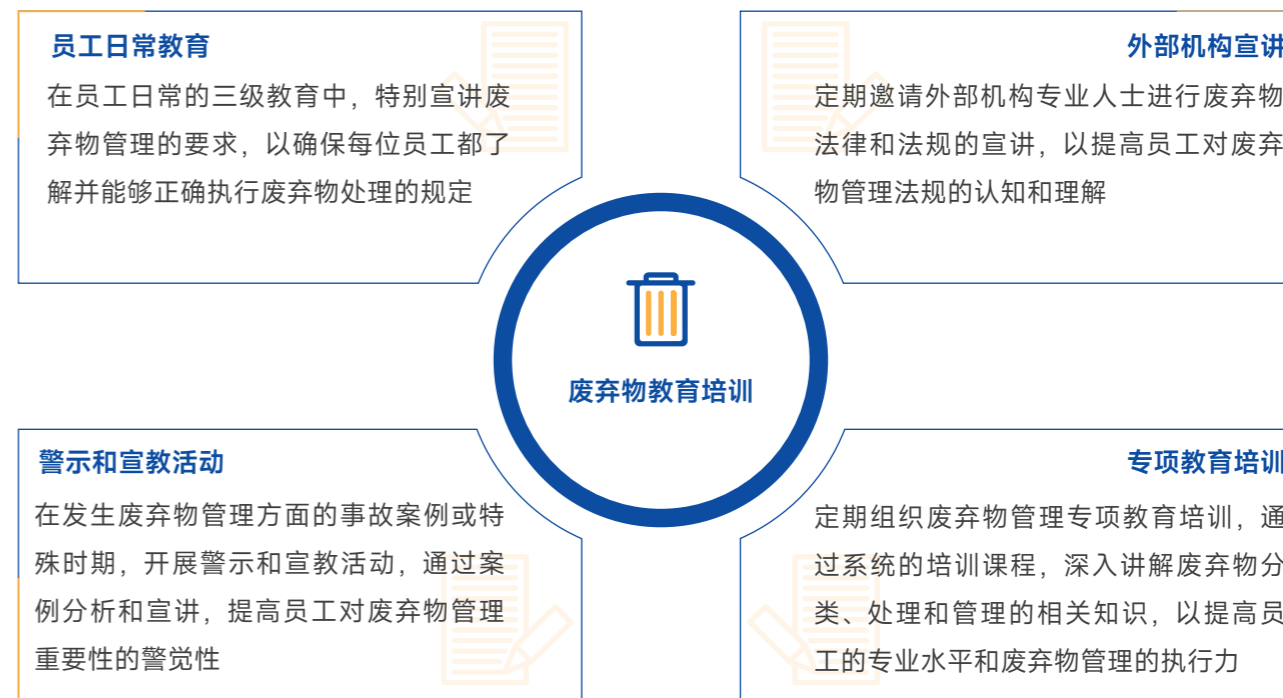 员工日常教育
在员工日常的三级教育中，特别宣讲废
弃物管理的要求，以确保每位员工都了
解并能够正确执行废弃物处理的规定
外部机构宣讲
定期邀请外部机构专业人士进行废弃物
法律和法规的宣讲，以提高员工对废弃
物管理法规的认知和理解
废弃物教育培训
警示和宣教活动
在发生废弃物管理方面的事故案例或特
殊时期，开展警示和宣教活动，通过案
例分析和宣讲，提高员工对废弃物管理
重要性的警觉性
专项教育培训
定期组织废弃物管理专项教育培训，通
过系统的培训课程，深入讲解废弃物分
类、处理和管理的相关知识，以提高员
工的专业水平和废弃物管理的执行力